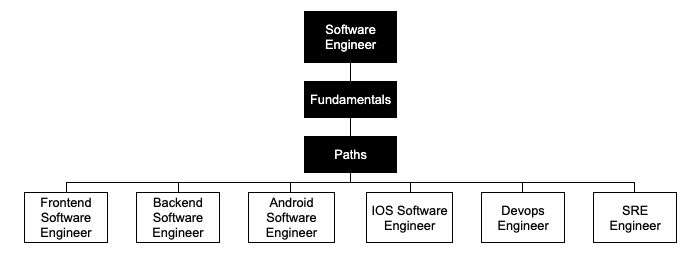 Software
Engineer
Fundamentals
Paths
Frontend
Software
Engineer
Backend
Software
Engineer
Android
Software
Engineer
IOS Software
Engineer
Devops
Engineer
SRE
Engineer